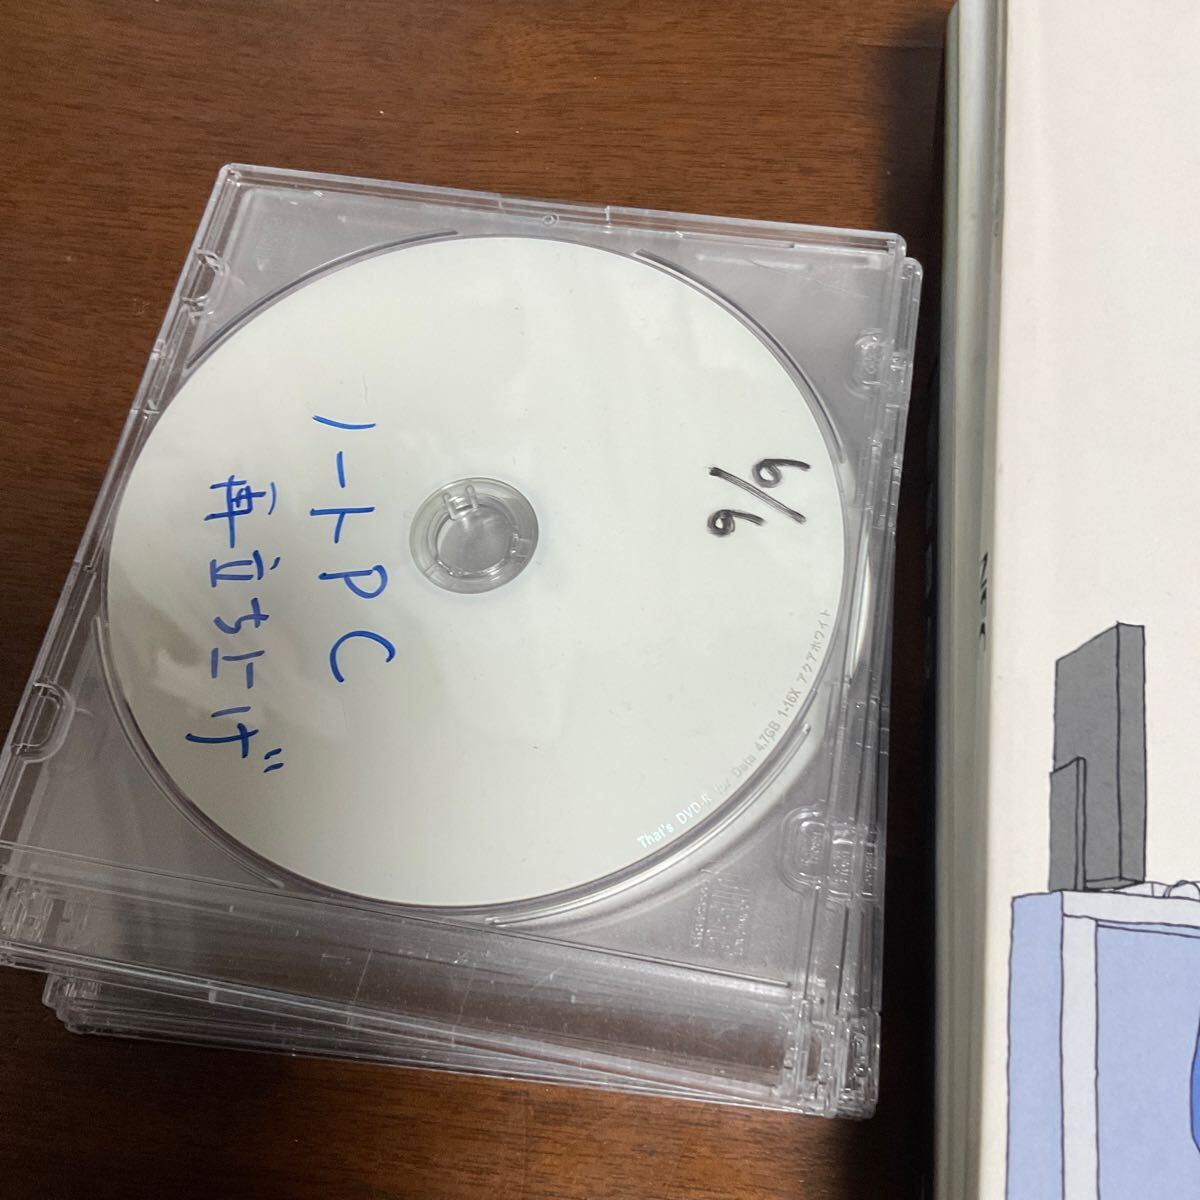 ノートPC
再立ち上げ
6/6
That's DVD-R for Data 4.7GB 1-16X アクアホワイト